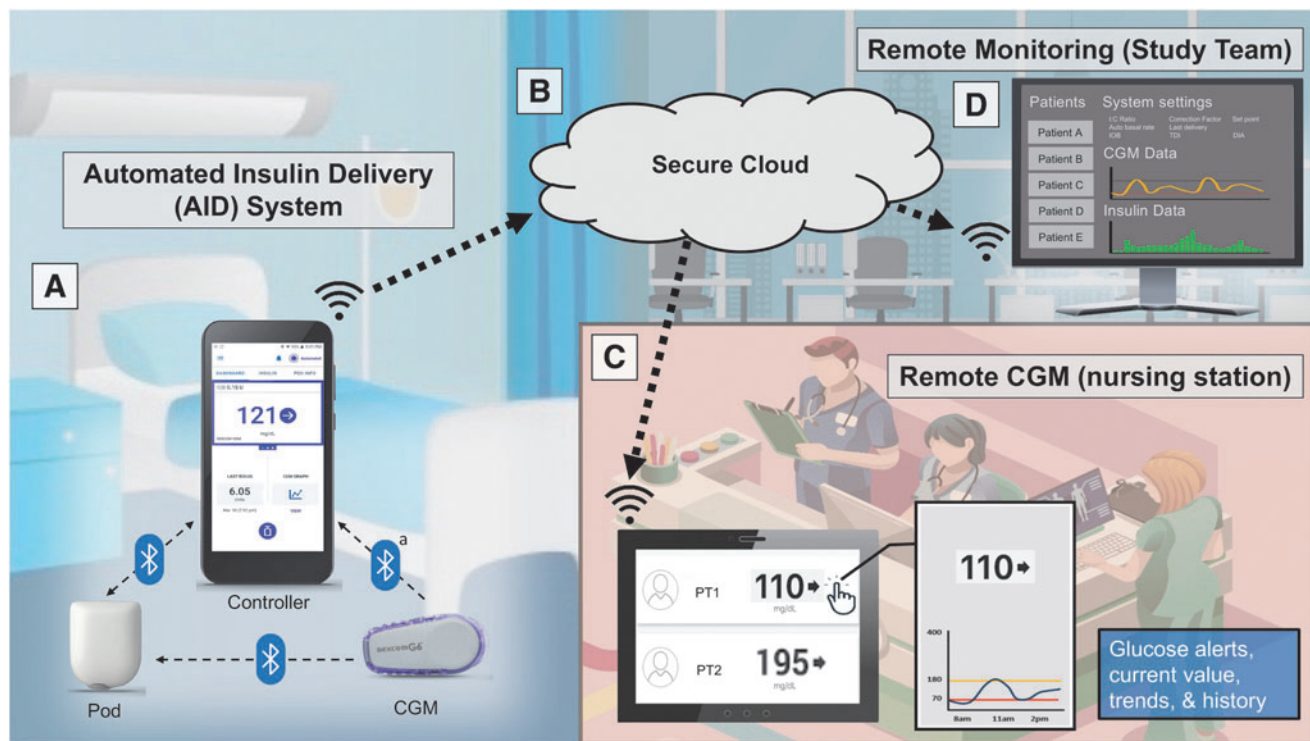 Automated Insulin Delivery
(AID) System
A
121
mg/dL
DASHBOARD INSULIN POD INFO
LAST BOLUS
6.05
Units
CGM GRAPH
VIEW
Controller
a
Pod
DEXCOM G6
CGM
B
Secure Cloud
Remote Monitoring (Study Team)
D
Patients
Patient A
Patient B
Patient C
Patient D
Patient E
System settings
I:C Ratio Correction Factor Set point
Auto basal rate Last delivery
IOB TDI DIA
CGM Data
Insulin Data
C
Remote CGM (nursing station)
PT1
110
mg/dL
PT2
195
mg/dL
110
400
180
70
8am 11am 2pm
Glucose alerts,
current value,
trends, & history